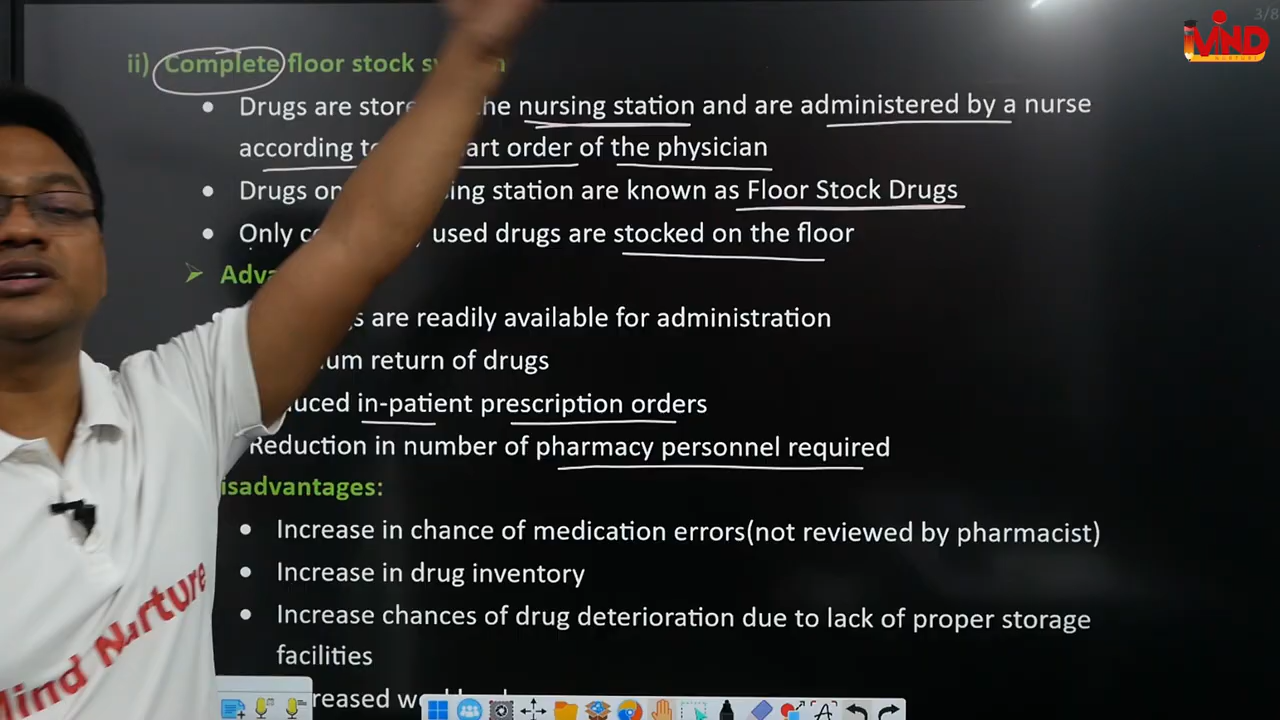 3/8
MIND
NURTURE
ii) Complete floor stock s
Drugs are store he nursing station and are administered by a nurse
according t art order of the physician
Drugs on ing station are known as Floor Stock Drugs
Only c used drugs are stocked on the floor
Adva
s are readily available for administration
um return of drugs
uced in-patient prescription orders
Reduction in number of pharmacy personnel required
isadvantages:
Increase in chance of medication errors(not reviewed by pharmacist)
Increase in drug inventory
Increase chances of drug deterioration due to lack of proper storage
facilities
reased w
Mind Nurture